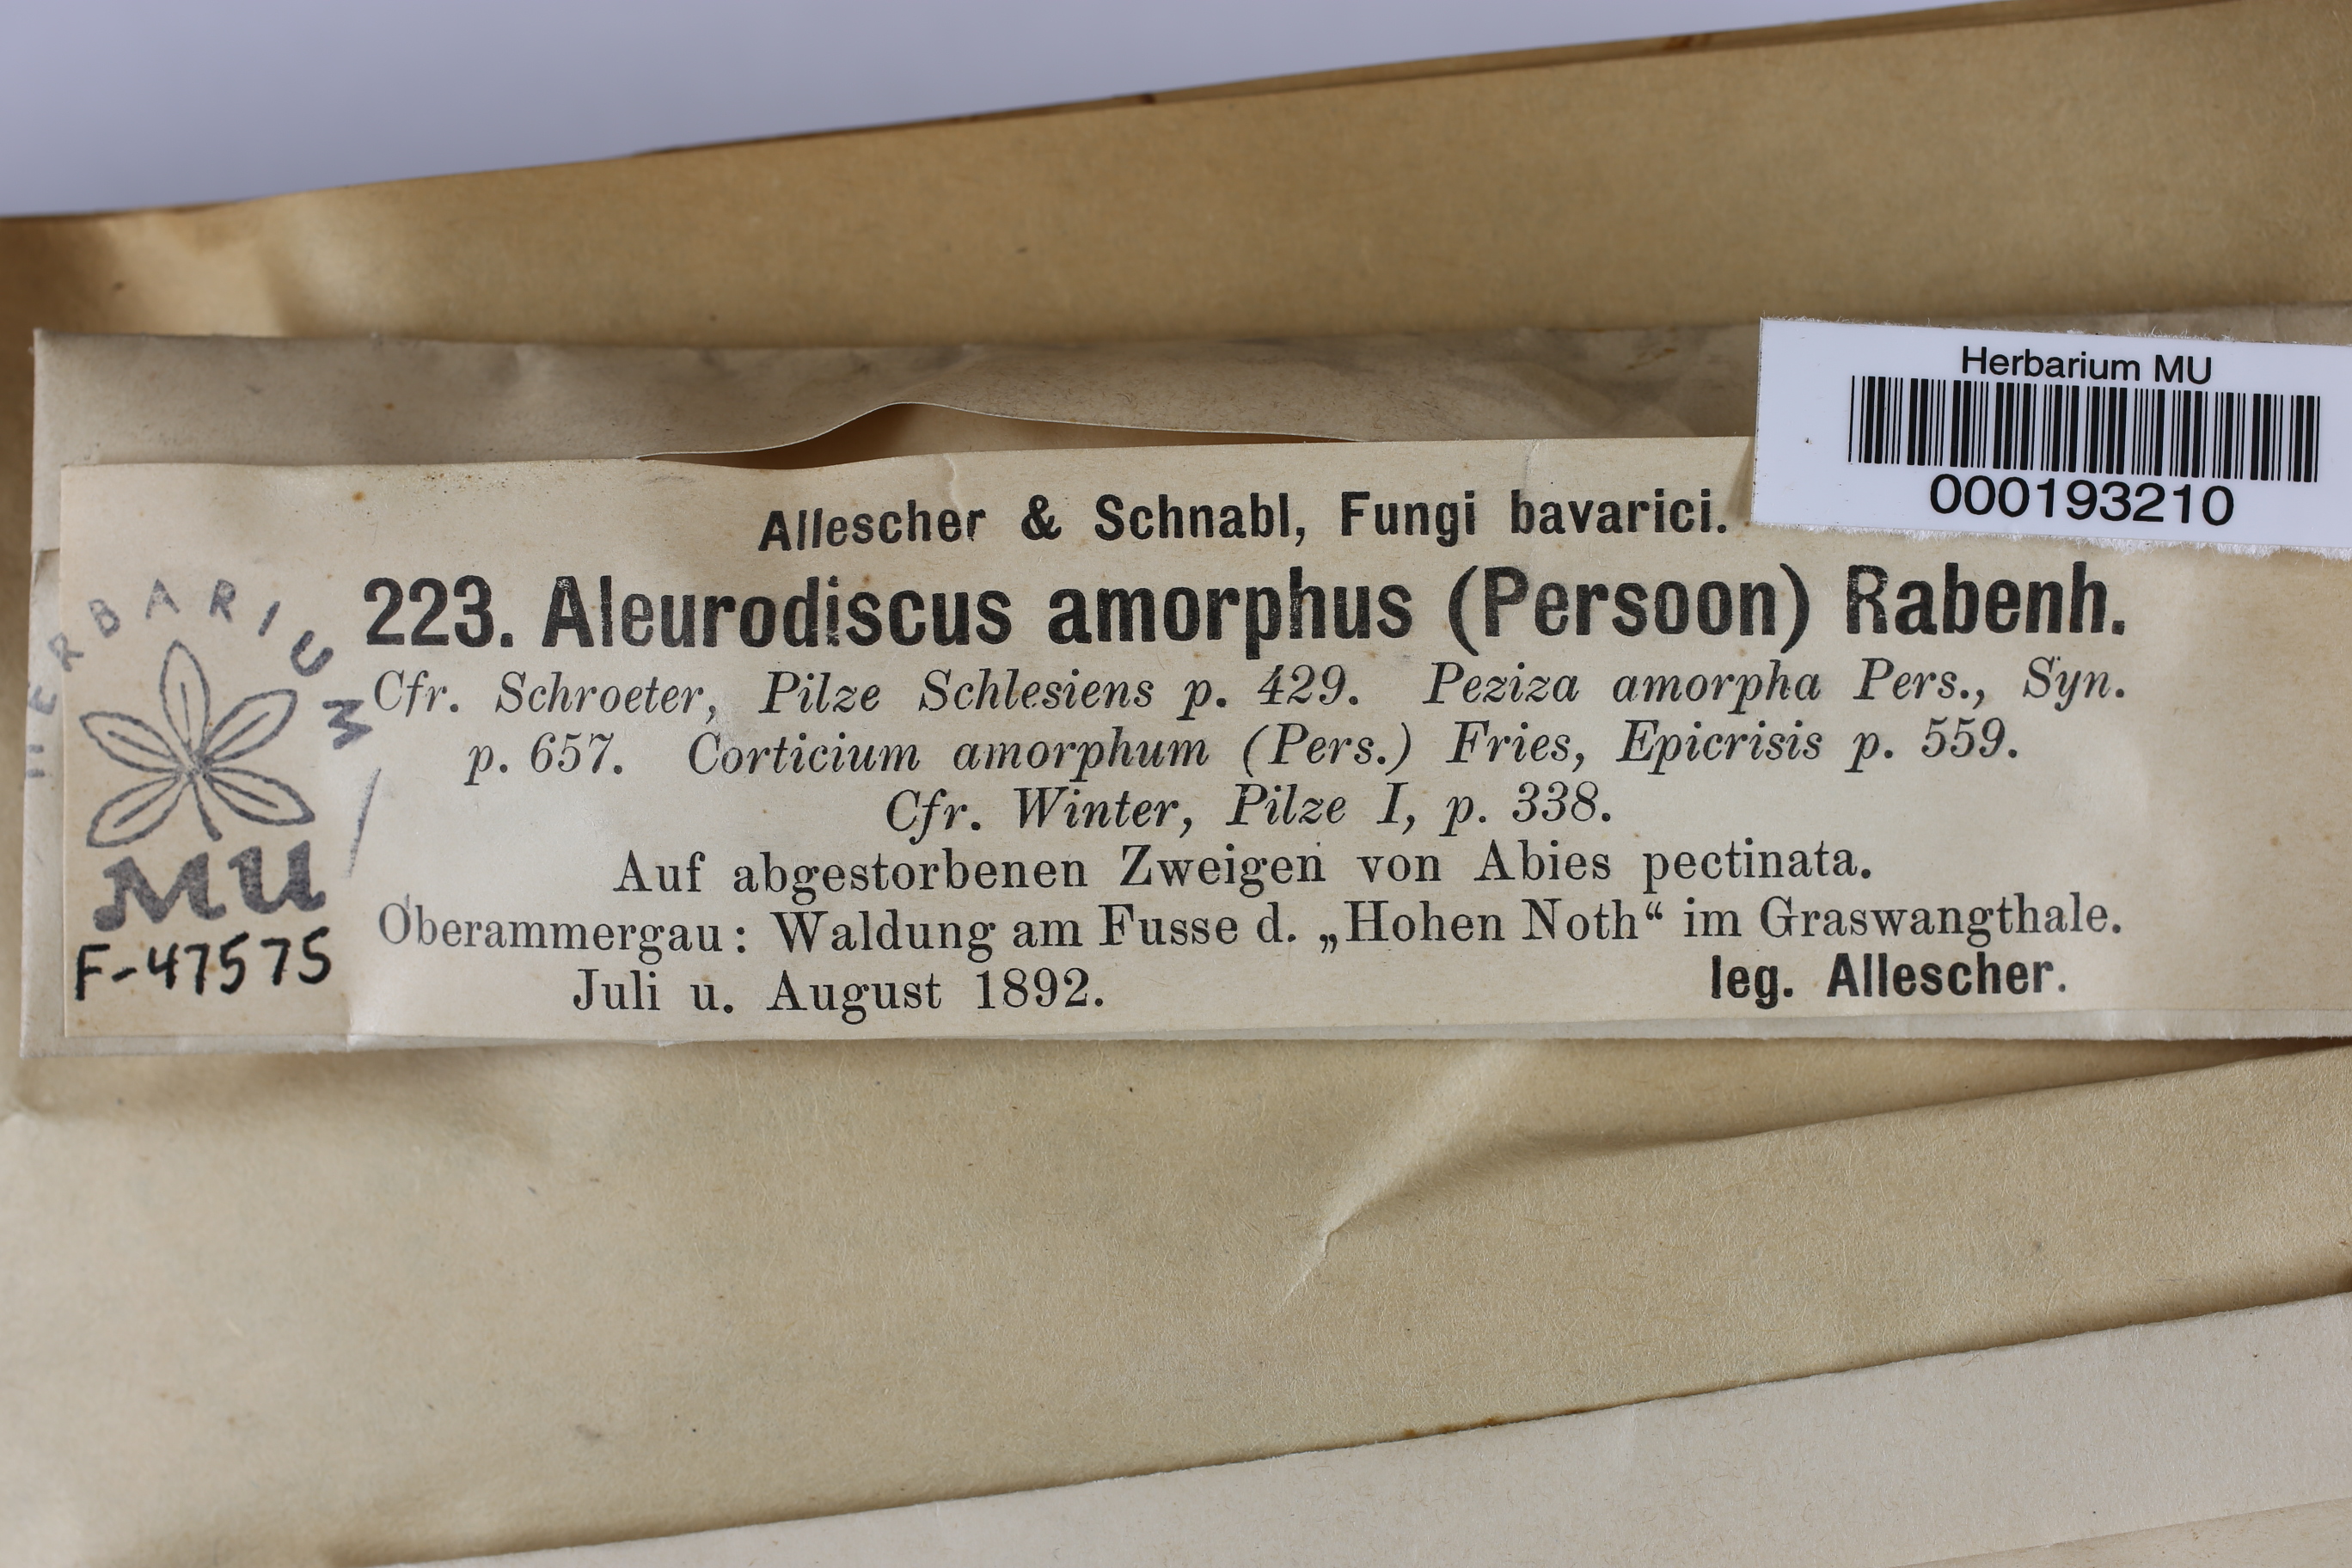 Herbarium MU
000193210
Allescher & Schnabl, Fungi bavarici.
223. Aleurodiscus amorphus (Persoon) Rabenh.
Cfr. Schroeter, Pilze Schlesiens p. 429. Peziza amorpha Pers., Syn.
p. 657. Corticium amorphum (Pers.) Fries, Epicrisis p. 559.
Cfr. Winter, Pilze I, p. 338.
Auf abgestorbenen Zweigen von Abies pectinata.
Oberammergau: Waldung am Fusse d. „Hohen Noth“ im Graswangthale.
Juli u. August 1892. leg. Allescher.
HERBARIUM
MU
F-47575